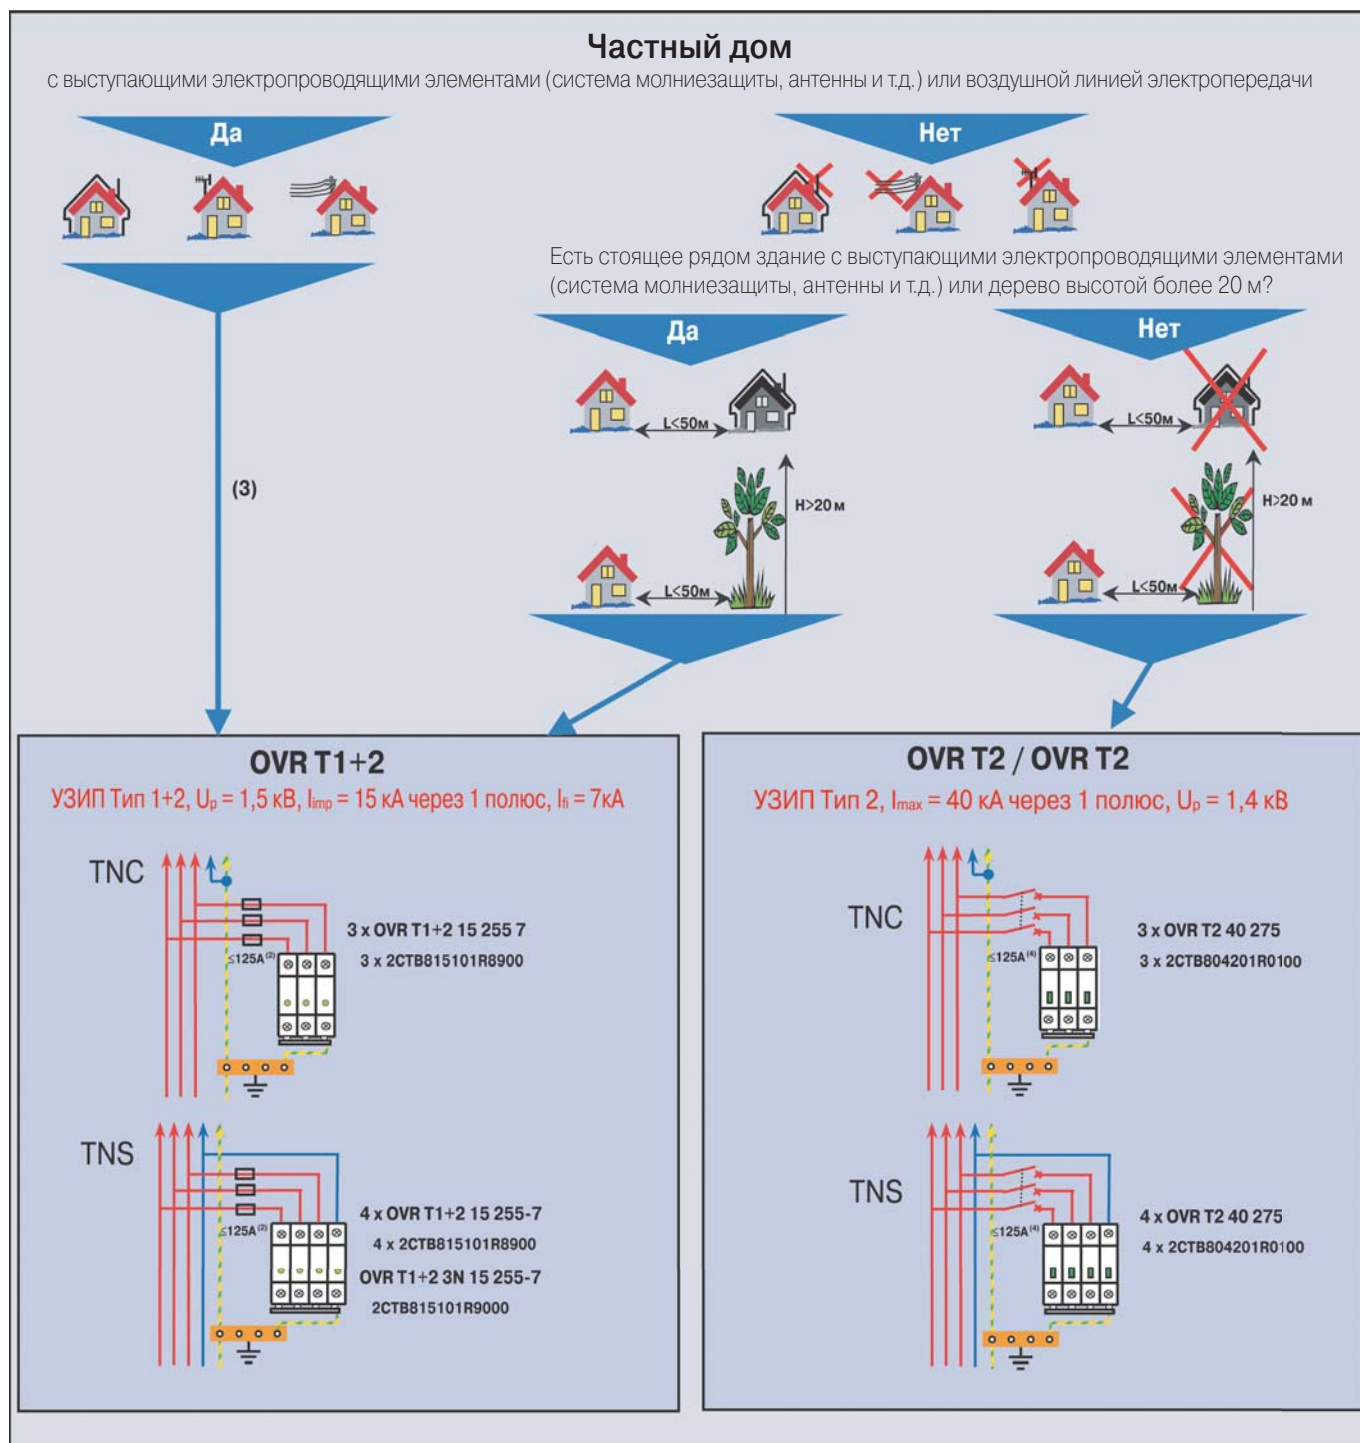 Частный дом
с выступающими электропроводящими элементами (система молниезащиты, антенны и т.д.) или воздушной линией электропередачи
Да
Нет
Есть стоящее рядом здание с выступающими электропроводящими элементами
(система молниезащиты, антенны и т.д.) или дерево высотой более 20 м?
Да
Нет
L<50м
L<50м
(3)
H>20 м
H>20 м
L<50м
L<50м
OVR T1+2
УЗИП Тип 1+2, Up = 1,5 кВ, Iimp = 15 кА через 1 полюс, Ifi = 7кА
TNC
≤125A(2)
3 x OVR T1+2 15 255 7
3 x 2CTB815101R8900
TNS
≤125A(2)
4 x OVR T1+2 15 255-7
4 x 2CTB815101R8900
OVR T1+2 3N 15 255-7
2CTB815101R9000
OVR T2 / OVR T2
УЗИП Тип 2, Imax = 40 кА через 1 полюс, Up = 1,4 кВ
TNC
≤125A(4)
3 x OVR T2 40 275
3 x 2CTB804201R0100
TNS
≤125A(4)
4 x OVR T2 40 275
4 x 2CTB804201R0100